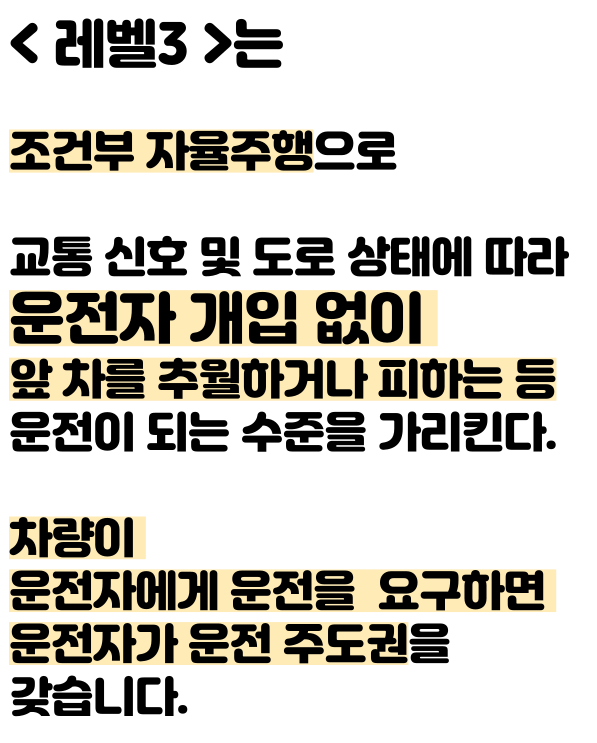 < 레벨3 >는
조건부 자율주행으로
교통 신호 및 도로 상태에 따라
운전자 개입 없이
앞 차를 추월하거나 피하는 등
운전이 되는 수준을 가리킨다.
차량이
운전자에게 운전을 요구하면
운전자가 운전 주도권을
갖습니다.